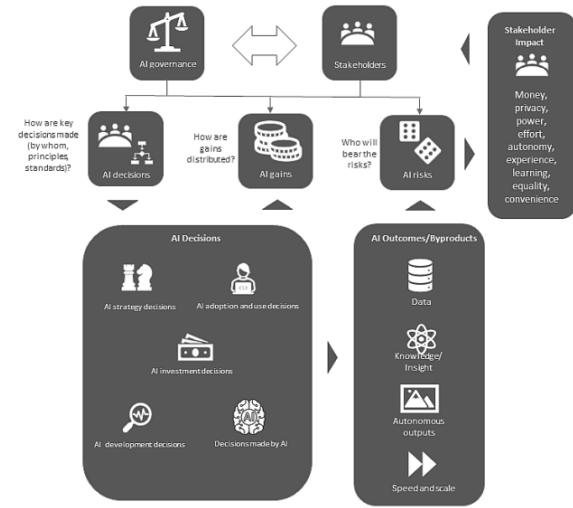 AI governance
Stakeholders
Stakeholder
Impact
Money,
privacy,
power,
effort,
autonomy,
experience,
learning,
equality,
convenience
How are key
decisions made
(by whom,
principles,
standards)?
AI decisions
How are
gains
distributed?
AI gains
Who will
bear the
risks?
AI risks
AI Decisions
AI strategy decisions
AI adoption and use decisions
AI investment decisions
AI development decisions
AI
Decisions made by AI
AI Outcomes/Byproducts
Data
Knowledge/
Insight
Autonomous
outputs
Speed and scale